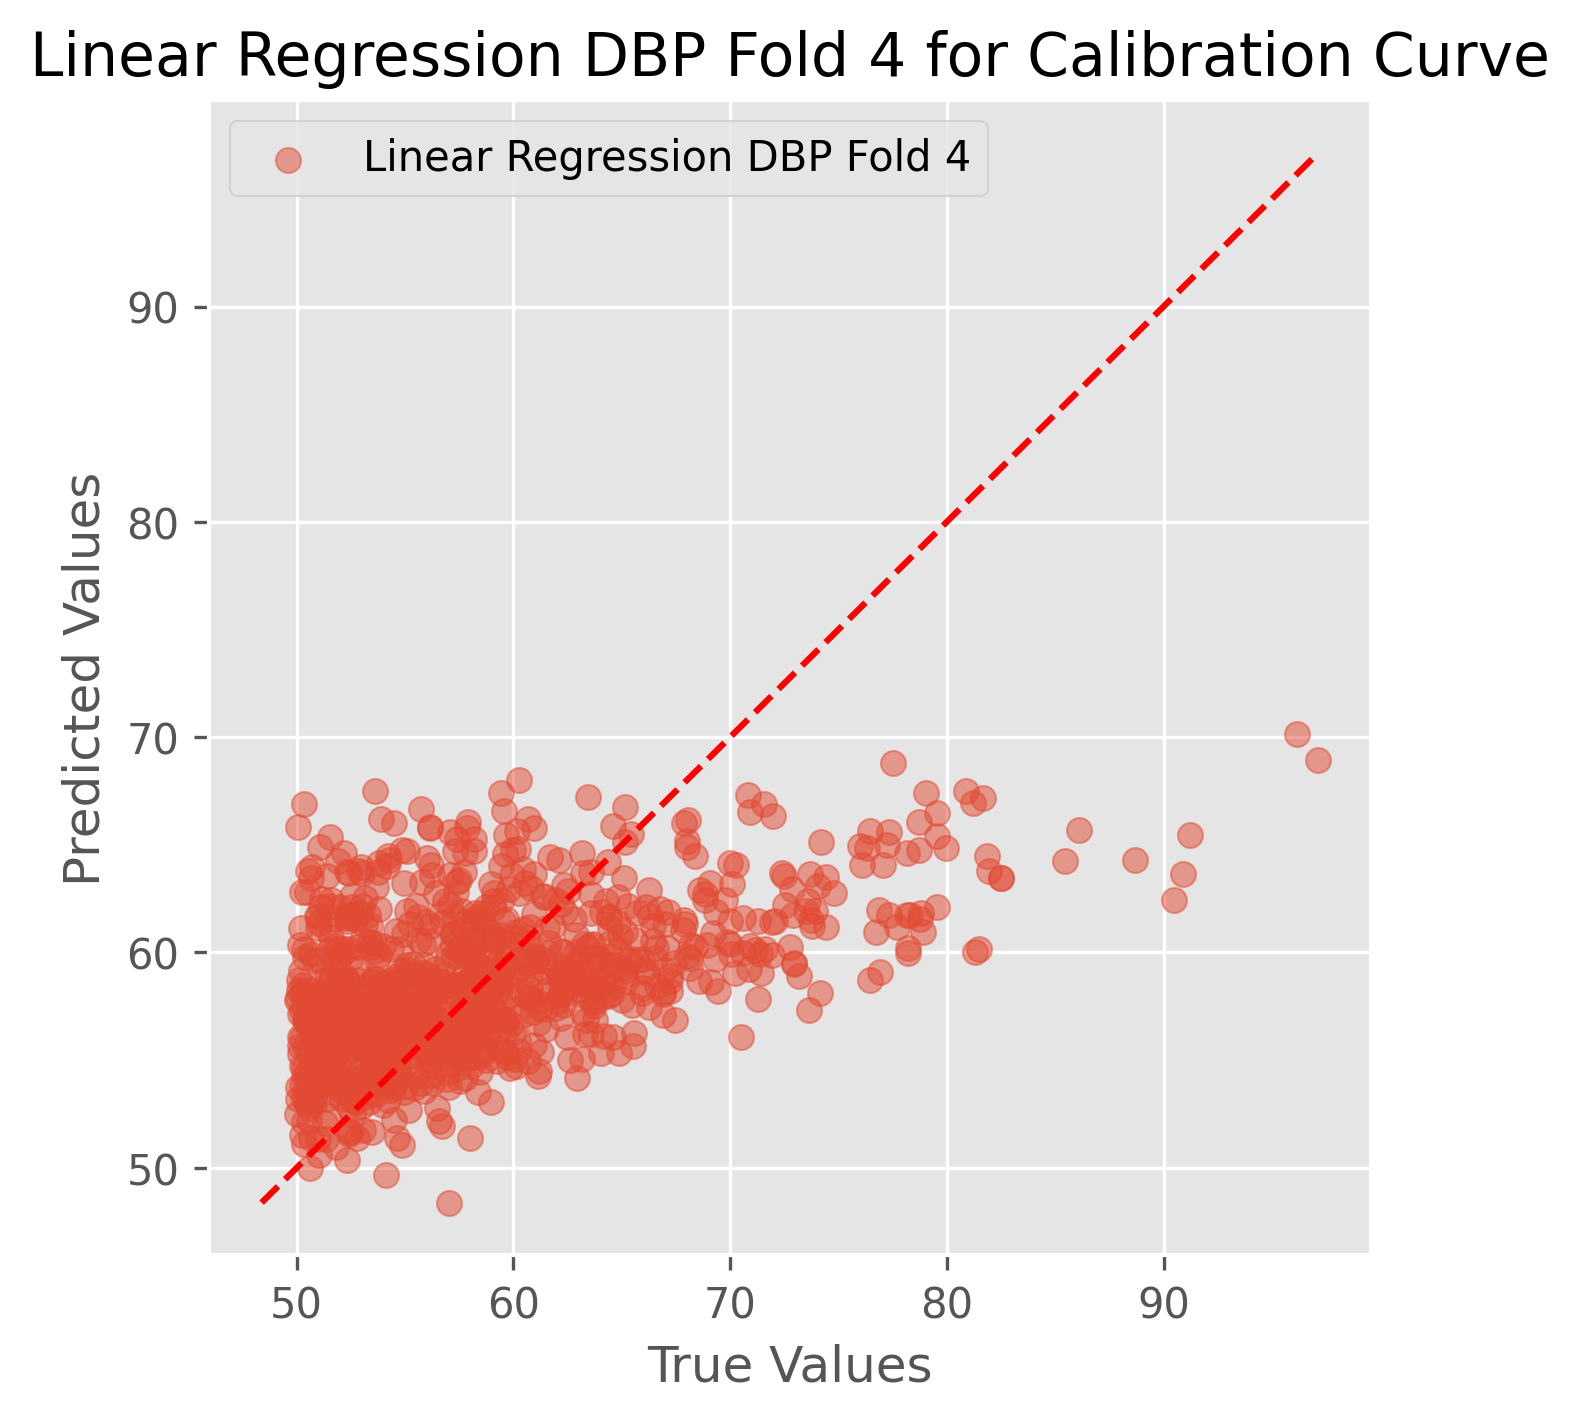 Linear Regression DBP Fold 4 for Calibration Curve
Linear Regression DBP Fold 4
90
80
70
60
50
Predicted Values
50 60 70 80 90
True Values